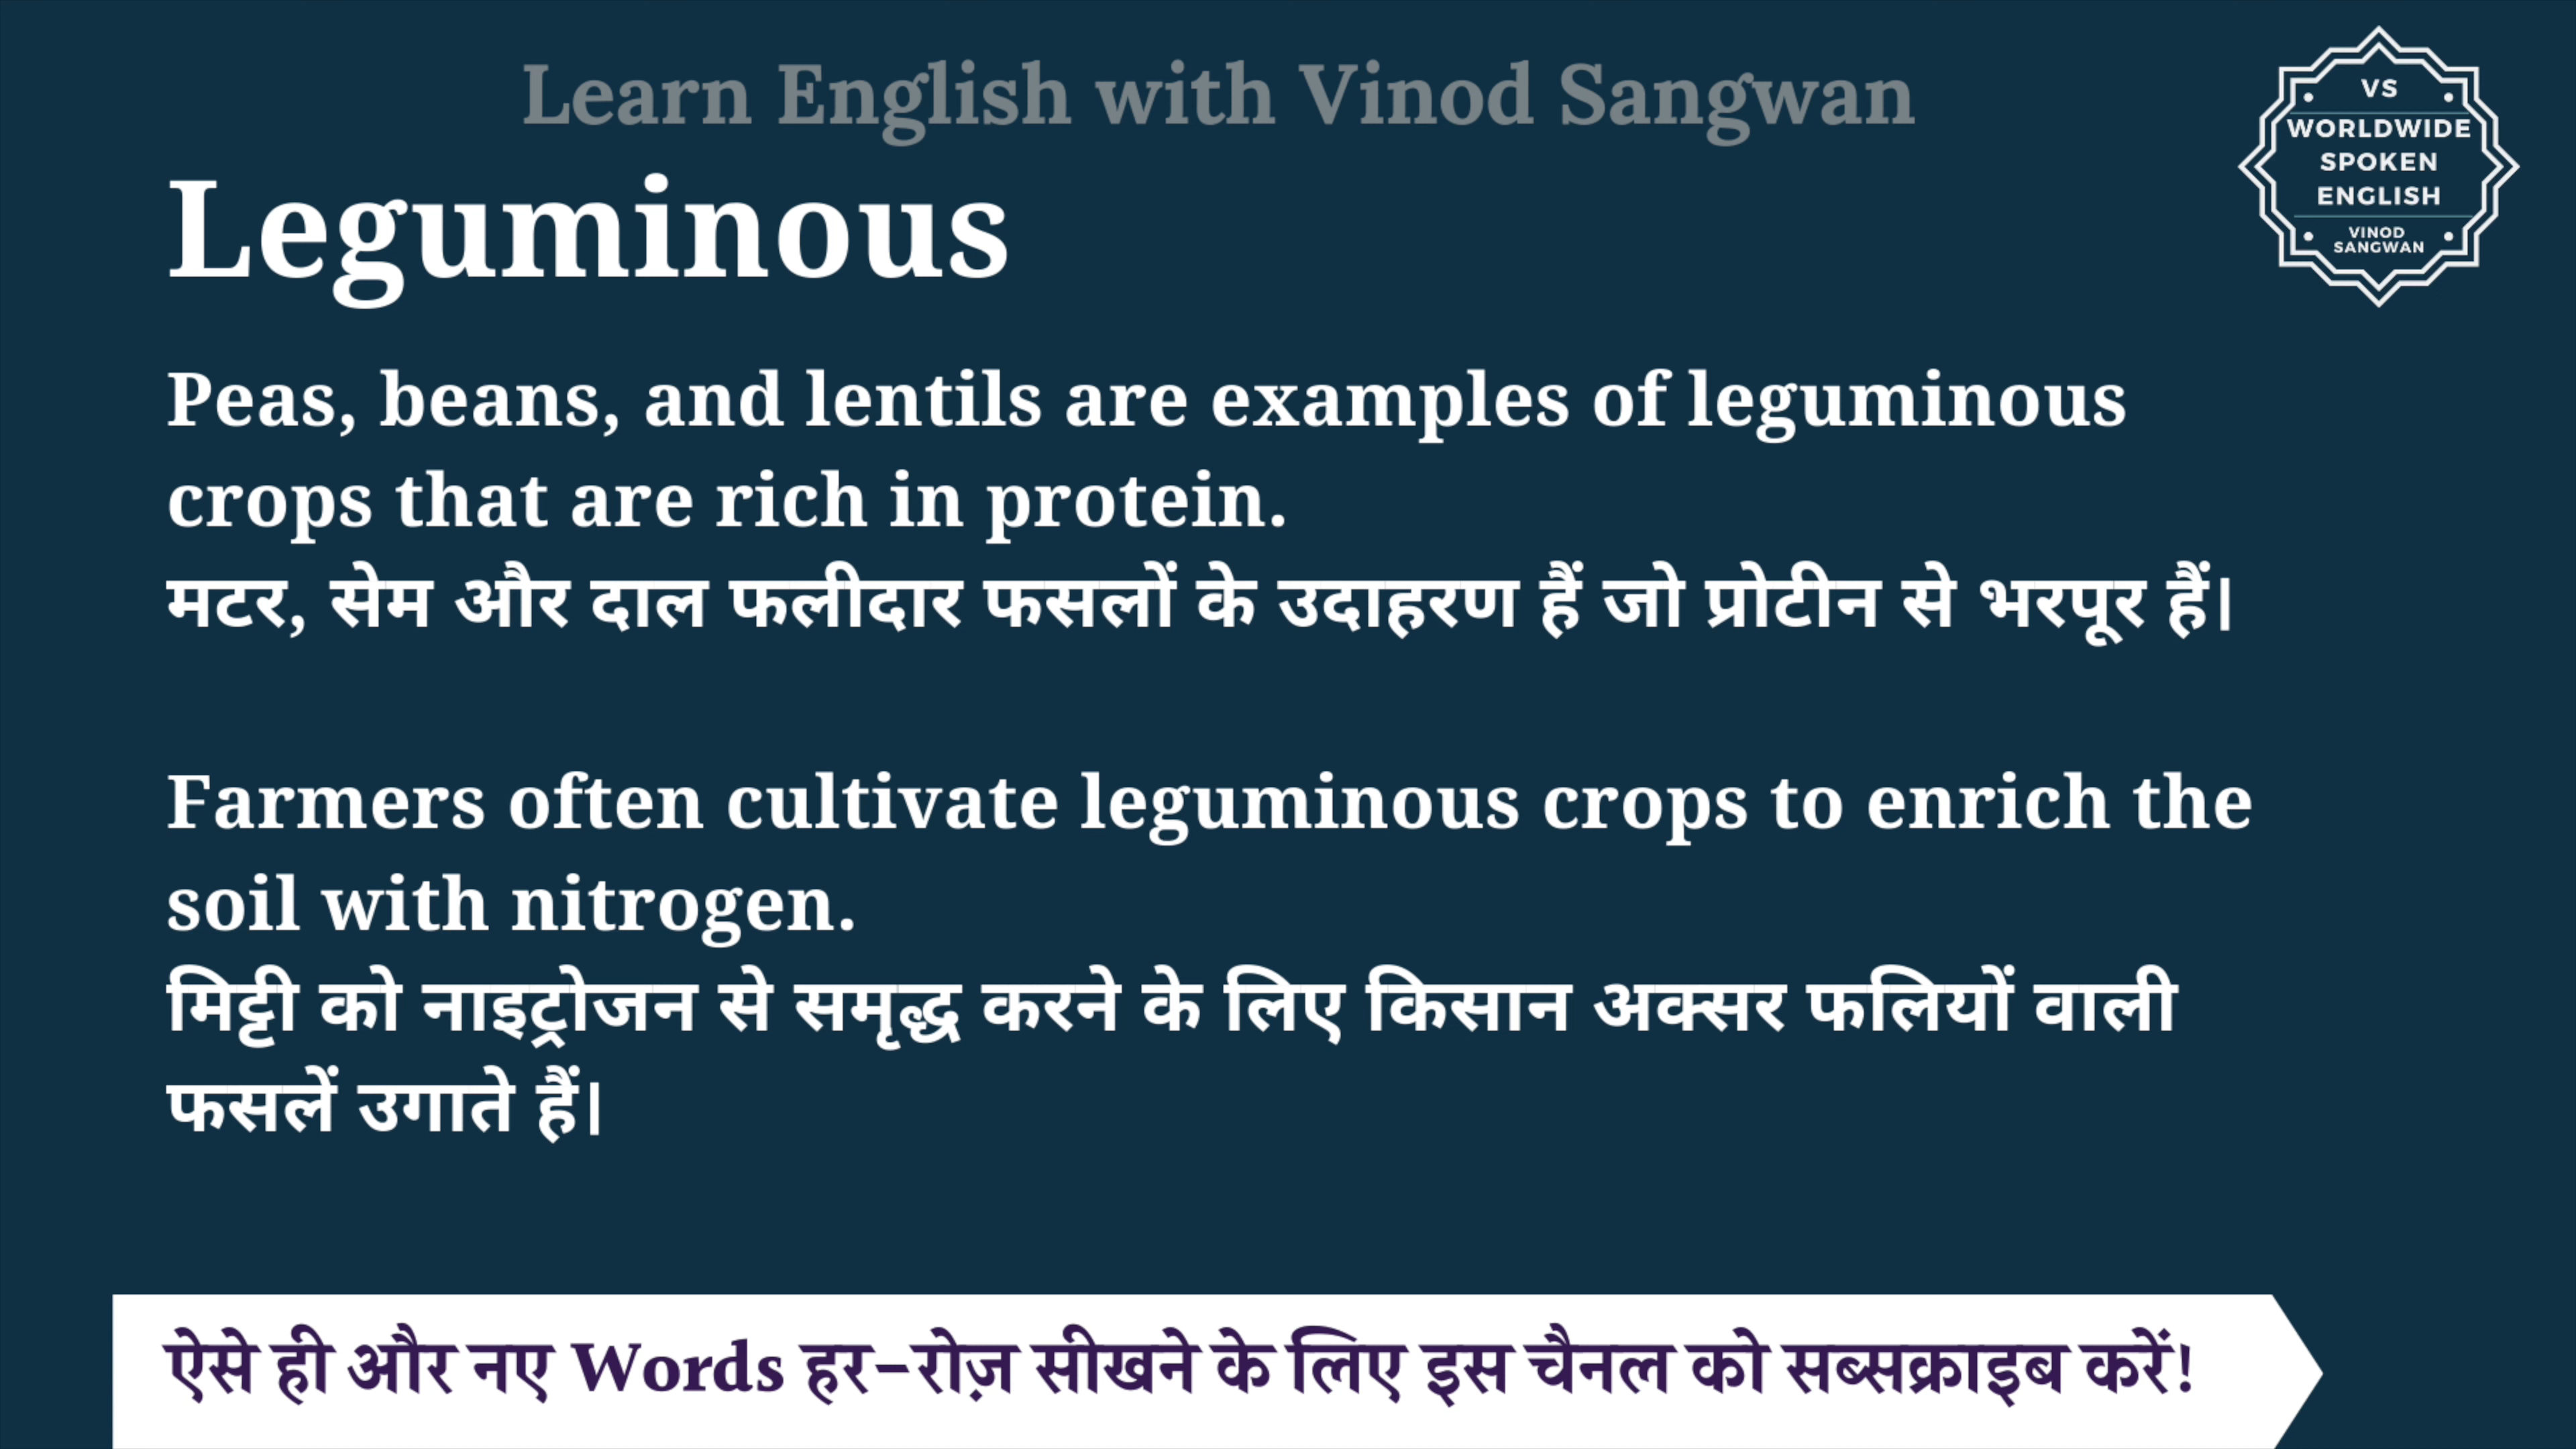 Learn English with Vinod Sangwan
VS
WORLDWIDE
SPOKEN
ENGLISH
VINOD
SANGWAN
Leguminous
Peas, beans, and lentils are examples of leguminous
crops that are rich in protein.
मटर, सेम और दाल फलीदार फसलों के उदाहरण हैं जो प्रोटीन से भरपूर हैं।
Farmers often cultivate leguminous crops to enrich the
soil with nitrogen.
मिट्टी को नाइट्रोजन से समृद्ध करने के लिए किसान अक्सर फलियों वाली
फसलें उगाते हैं।
ऐसे ही और नए Words हर-रोज़ सीखने के लिए इस चैनल को सब्सक्राइब करें!